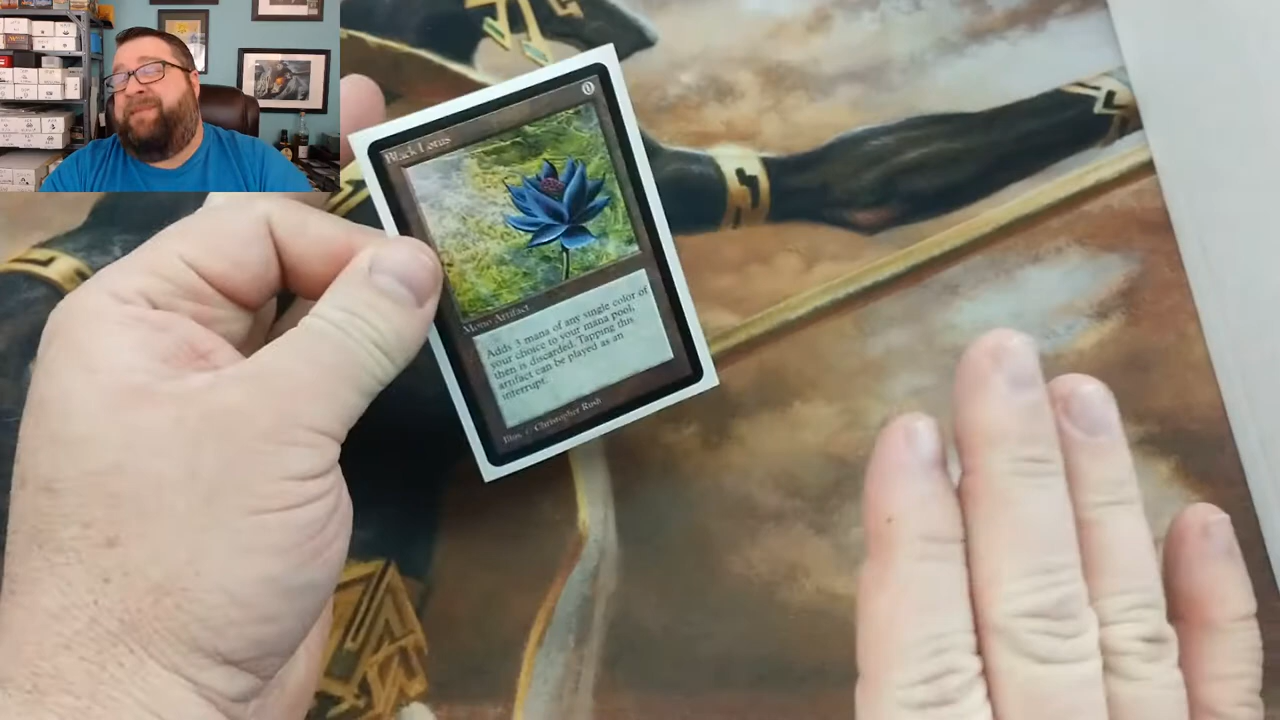 Black Lotus
0
Mono Artifact
Adds 3 mana of any single color of
your choice to your mana pool,
then is discarded. Tapping this
artifact can be played as an
interrupt.
Illus. © Christopher Rush